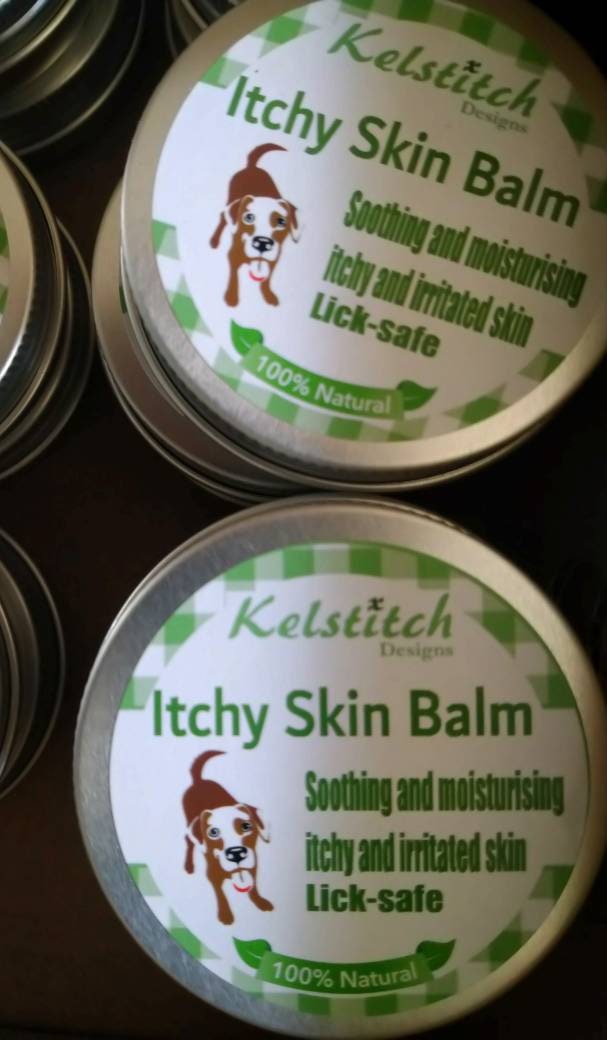 Kelstitch
Designs
Itchy Skin Balm
Soothing and moisturising
itchy and irritated skin
Lick-safe
100% Natural
Kelstitch
Designs
Itchy Skin Balm
Soothing and moisturising
itchy and irritated skin
Lick-safe
100% Natural